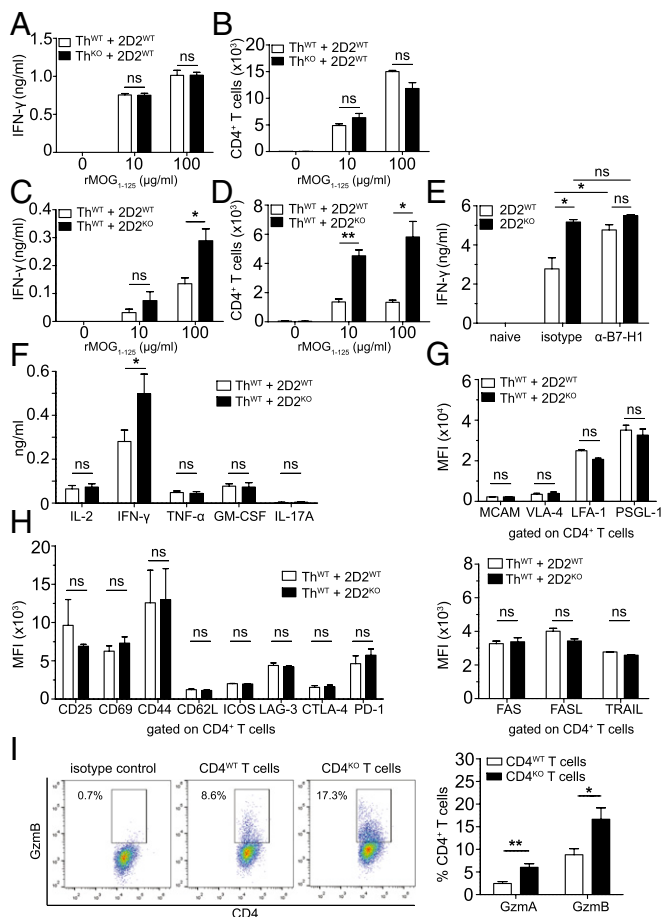 A
IFN-γ (ng/ml)
1.5
1.0
0.5
0
Th^WT + 2D2^WT
Th^KO + 2D2^WT
ns
ns
0 10 100
rMOG₁₋₁₂₅ (µg/ml)
B
CD4⁺ T cells (x10³)
20
15
10
5
0
Th^WT + 2D2^WT
Th^KO + 2D2^WT
ns
ns
0 10 100
rMOG₁₋₁₂₅ (µg/ml)
C
IFN-γ (ng/ml)
0.4
0.3
0.2
0.1
0
Th^WT + 2D2^WT
Th^WT + 2D2^KO
ns
*
0 10 100
rMOG₁₋₁₂₅ (µg/ml)
D
CD4⁺ T cells (x10³)
8
6
4
2
0
Th^WT + 2D2^WT
Th^WT + 2D2^KO
**
*
0 10 100
rMOG₁₋₁₂₅ (µg/ml)
E
IFN-γ (ng/ml)
6
4
2
0
2D2^WT
2D2^KO
ns
*
*
ns
naive isotype α-B7-H1
F
ng/ml
0.6
0.4
0.2
0
Th^WT + 2D2^WT
Th^WT + 2D2^KO
ns * ns ns ns
IL-2 IFN-γ TNF-α GM-CSF IL-17A
G
MFI (x10⁴)
6
4
2
0
Th^WT + 2D2^WT
Th^WT + 2D2^KO
ns ns ns ns
MCAM VLA-4 LFA-1 PSGL-1
gated on CD4⁺ T cells
H
MFI (x10³)
20
15
10
5
0
Th^WT + 2D2^WT
Th^WT + 2D2^KO
ns ns ns ns ns ns ns ns
CD25 CD69 CD44 CD62L ICOS LAG-3 CTLA-4 PD-1
gated on CD4⁺ T cells
MFI (x10³)
8
6
4
2
0
Th^WT + 2D2^WT
Th^WT + 2D2^KO
ns ns ns
FAS FASL TRAIL
gated on CD4⁺ T cells
I
isotype control CD4^WT T cells CD4^KO T cells
0.7% 8.6% 17.3%
GzmB
CD4
% CD4⁺ T cells
30
25
20
15
10
5
0
CD4^WT T cells
CD4^KO T cells
** *
GzmA GzmB